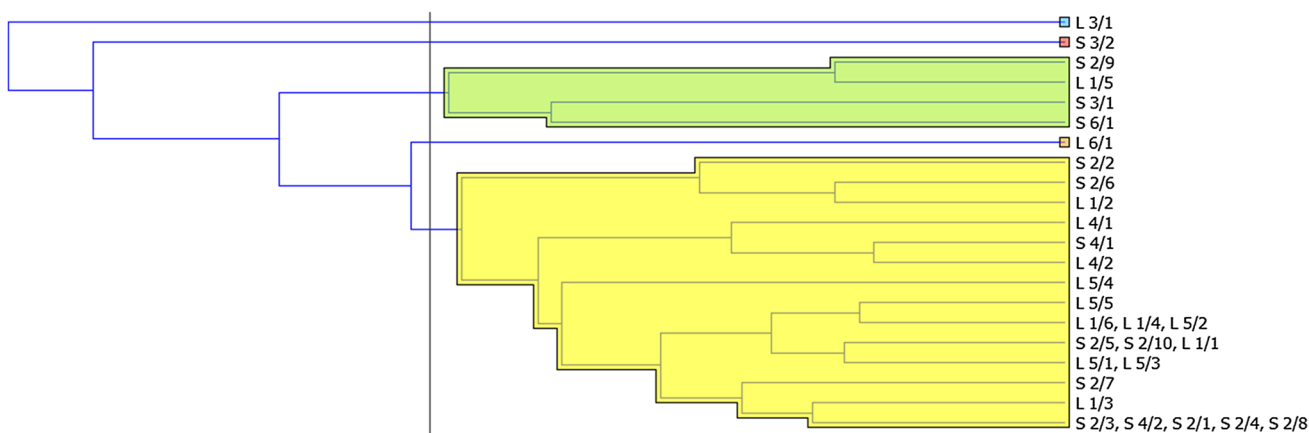 L 3/1
S 3/2
S 2/9
L 1/5
S 3/1
S 6/1
L 6/1
S 2/2
S 2/6
L 1/2
L 4/1
S 4/1
L 4/2
L 5/4
L 5/5
L 1/6, L 1/4, L 5/2
S 2/5, S 2/10, L 1/1
L 5/1, L 5/3
S 2/7
L 1/3
S 2/3, S 4/2, S 2/1, S 2/4, S 2/8